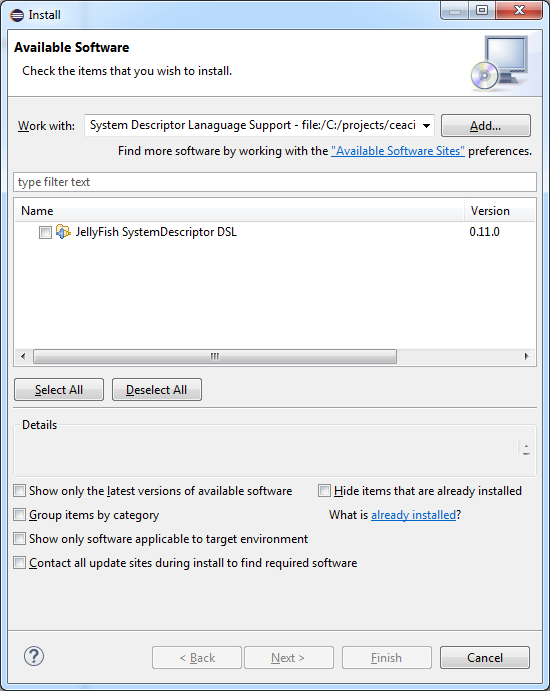 Install
Available Software
Check the items that you wish to install.
Work with: System Descriptor Lanaguage Support - file:/C:/projects/ceaci Add...
Find more software by working with the "Available Software Sites" preferences.
type filter text
Name Version
JellyFish SystemDescriptor DSL 0.11.0
Select All Deselect All
Details
Show only the latest versions of available software Hide items that are already installed
Group items by category What is already installed?
Show only software applicable to target environment
Contact all update sites during install to find required software
? < Back Next > Finish Cancel